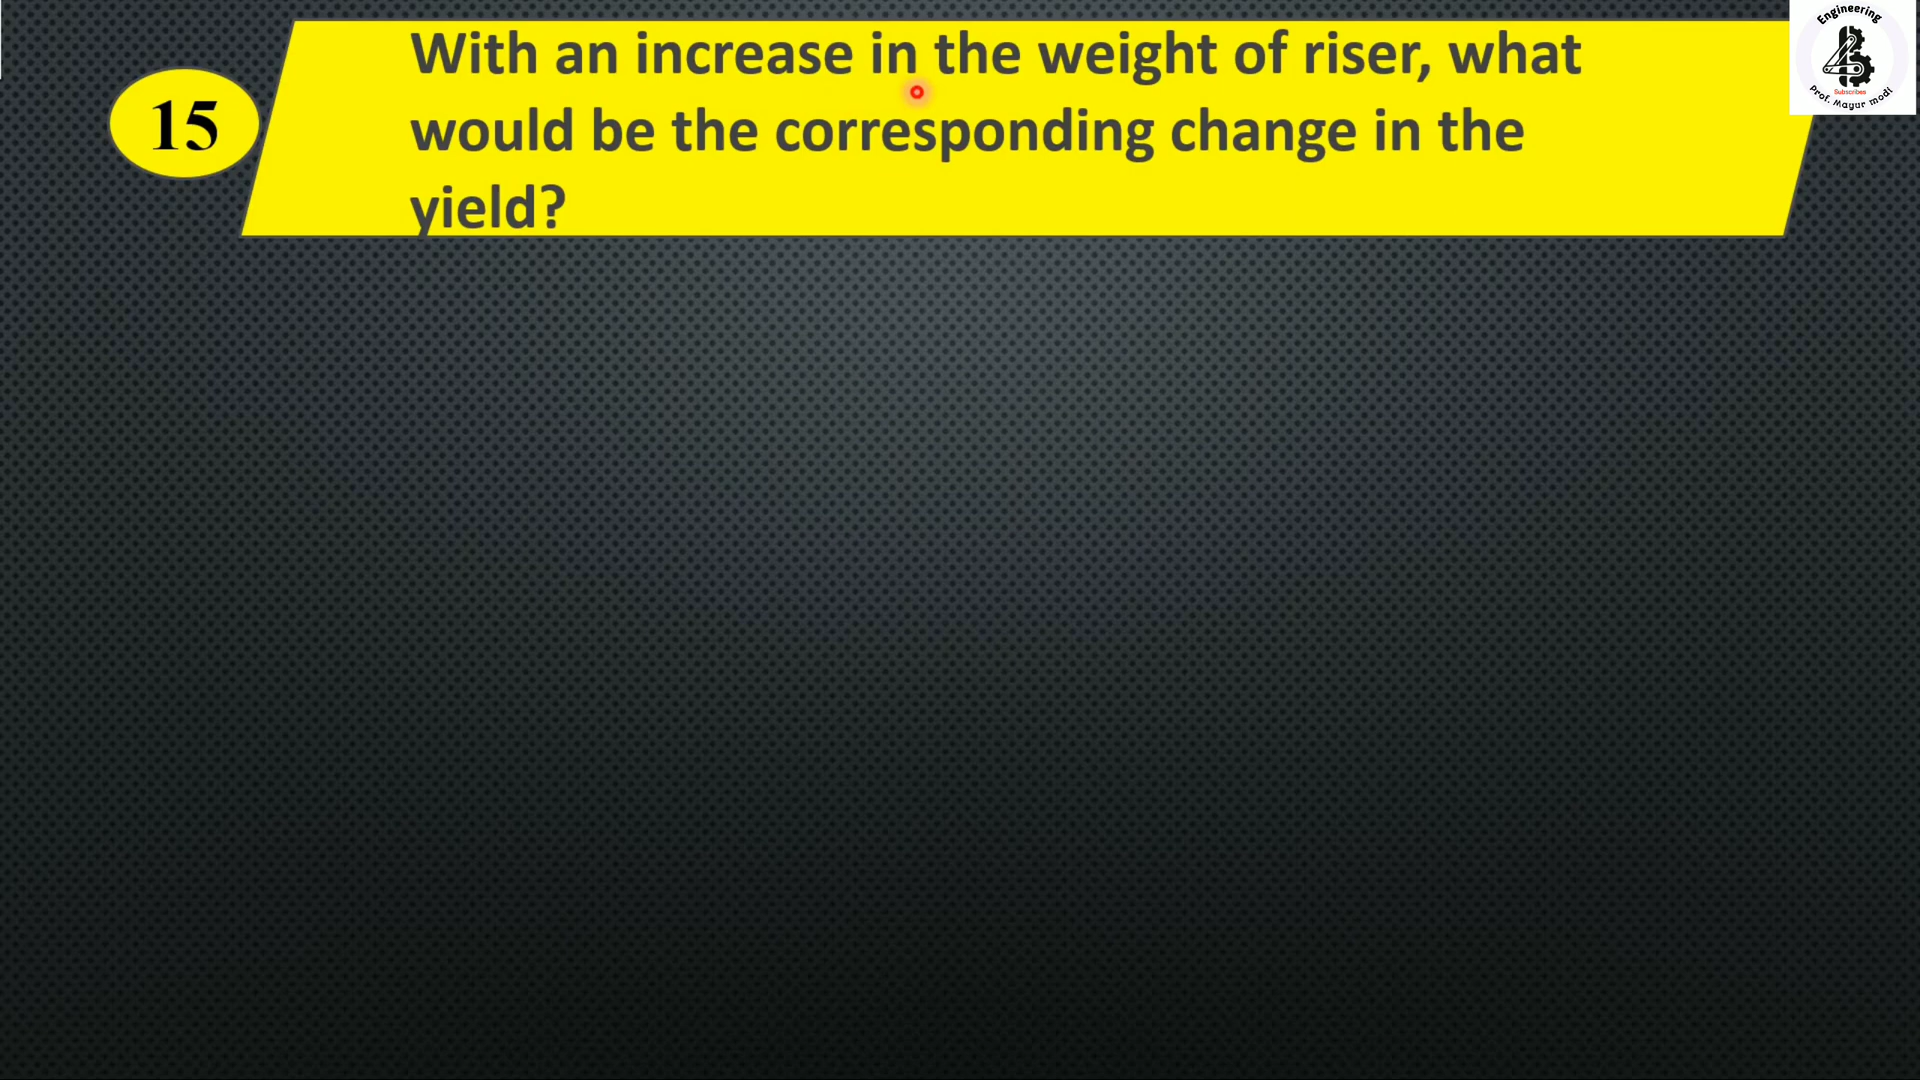 With an increase in the weight of riser, what
15
would be the corresponding change in the
yield?
Engineering
Subscribes
Prof. Mayur modi